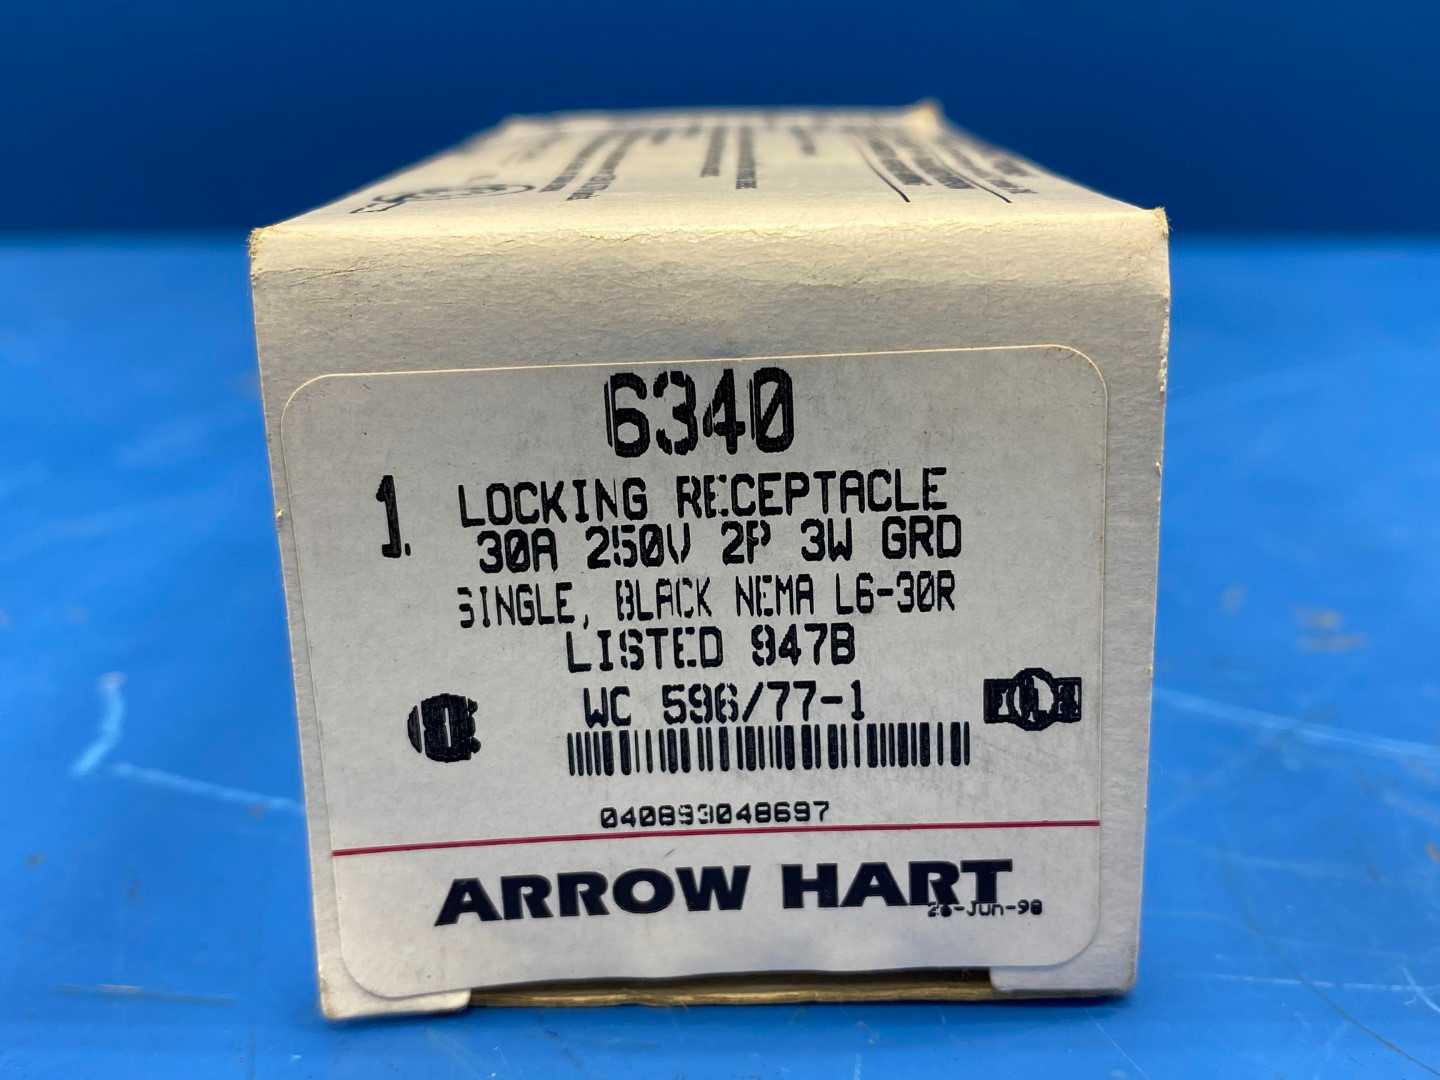 6340
1.
LOCKING RECEPTACLE
30A 250V 2P 3W GRD
SINGLE, BLACK NEMA L6-30R
LISTED 947B
WC 596/77-1
040893048697
ARROW HART
26-Jun-98